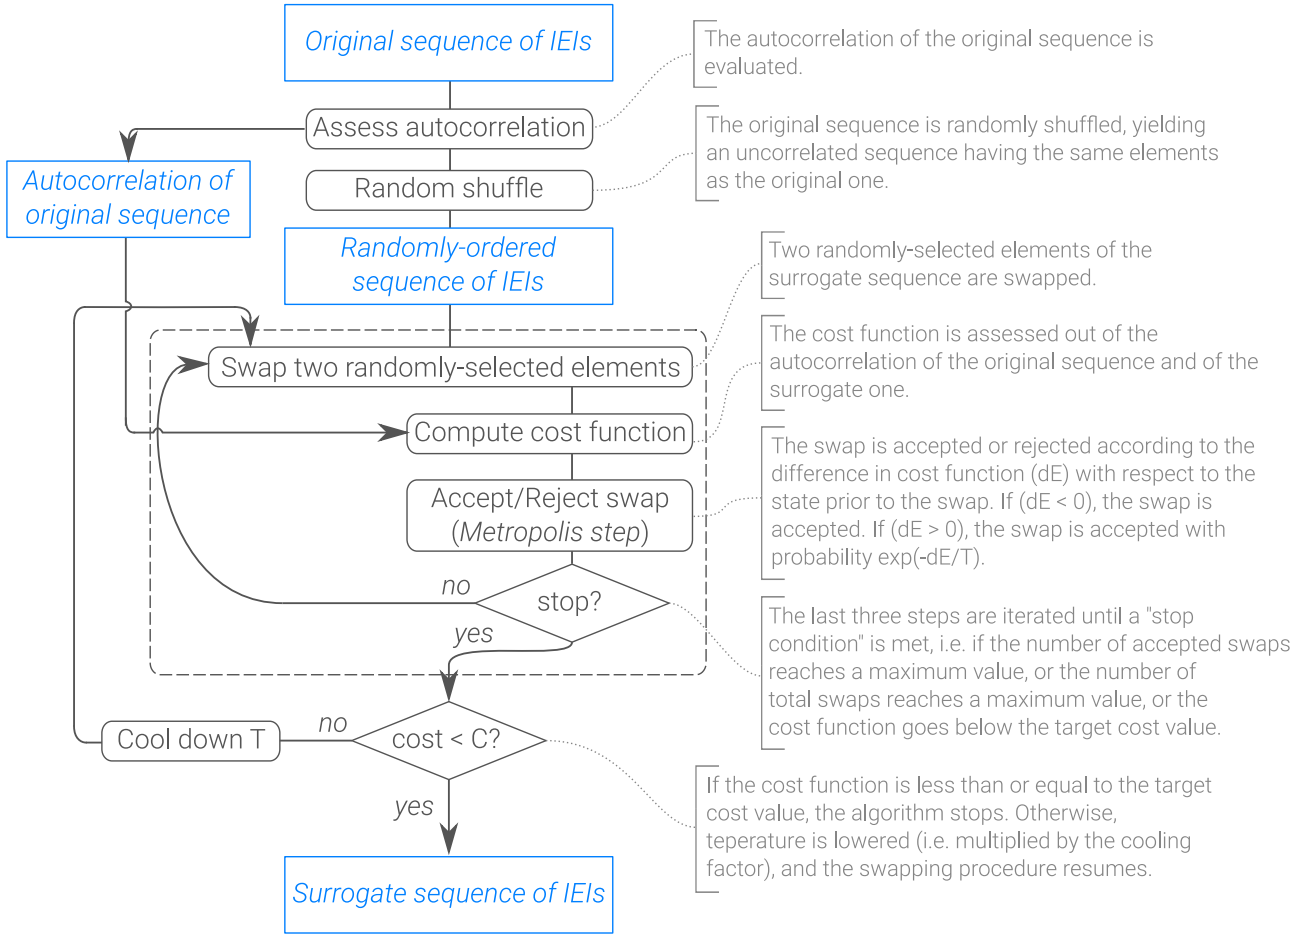 Original sequence of IEIs
The autocorrelation of the original sequence is
evaluated.
Assess autocorrelation
The original sequence is randomly shuffled, yielding
an uncorrelated sequence having the same elements
as the original one.
Autocorrelation of
original sequence
Random shuffle
Randomly-ordered
sequence of IEIs
Two randomly-selected elements of the
surrogate sequence are swapped.
Swap two randomly-selected elements
The cost function is assessed out of the
autocorrelation of the original sequence and of the
surrogate one.
Compute cost function
The swap is accepted or rejected according to the
difference in cost function (dE) with respect to the
state prior to the swap. If (dE < 0), the swap is
accepted. If (dE > 0), the swap is accepted with
probability exp(-dE/T).
Accept/Reject swap
(Metropolis step)
no
stop?
yes
The last three steps are iterated until a "stop
condition" is met, i.e. if the number of accepted swaps
reaches a maximum value, or the number of
total swaps reaches a maximum value, or the
cost function goes below the target cost value.
Cool down T
no
cost < C?
yes
If the cost function is less than or equal to the target
cost value, the algorithm stops. Otherwise,
teperature is lowered (i.e. multiplied by the cooling
factor), and the swapping procedure resumes.
Surrogate sequence of IEIs